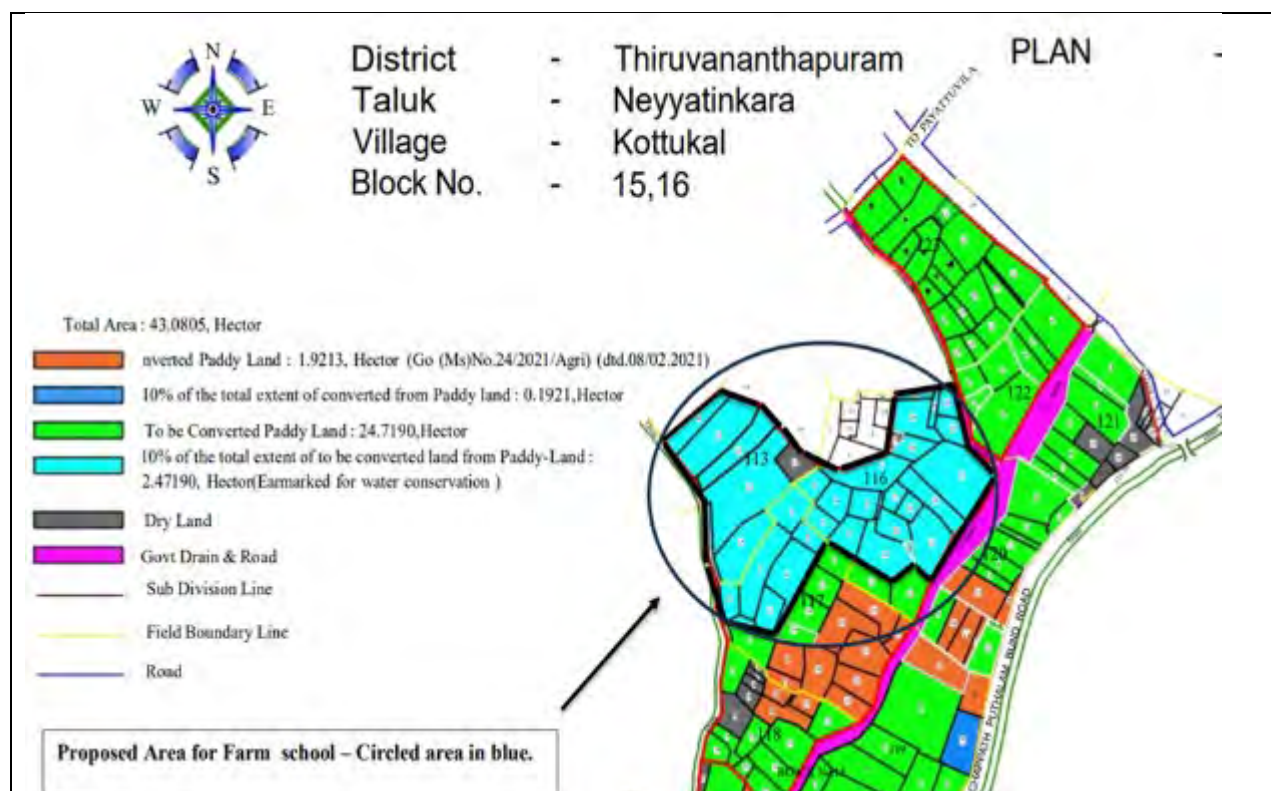 N
W E
S
District - Thiruvananthapuram
Taluk - Neyyatinkara
Village - Kottukal
Block No. - 15,16
PLAN -
TO PAYATTUVILA
Total Area : 43.0805, Hector
nverted Paddy Land : 1.9213, Hector (Go (Ms)No.24/2021/Agri) (dtd.08/02.2021)
10% of the total extent of converted from Paddy land : 0.1921,Hector
To be Converted Paddy Land : 24.7190,Hector
10% of the total extent of to be converted land from Paddy-Land :
2.47190, Hector(Earmarked for water conservation )
Dry Land
Govt Drain & Road
Sub Division Line
Field Boundary Line
Road
122
121
113
116
120
117
118
PUTHALAM BUND ROAD
Proposed Area for Farm school – Circled area in blue.